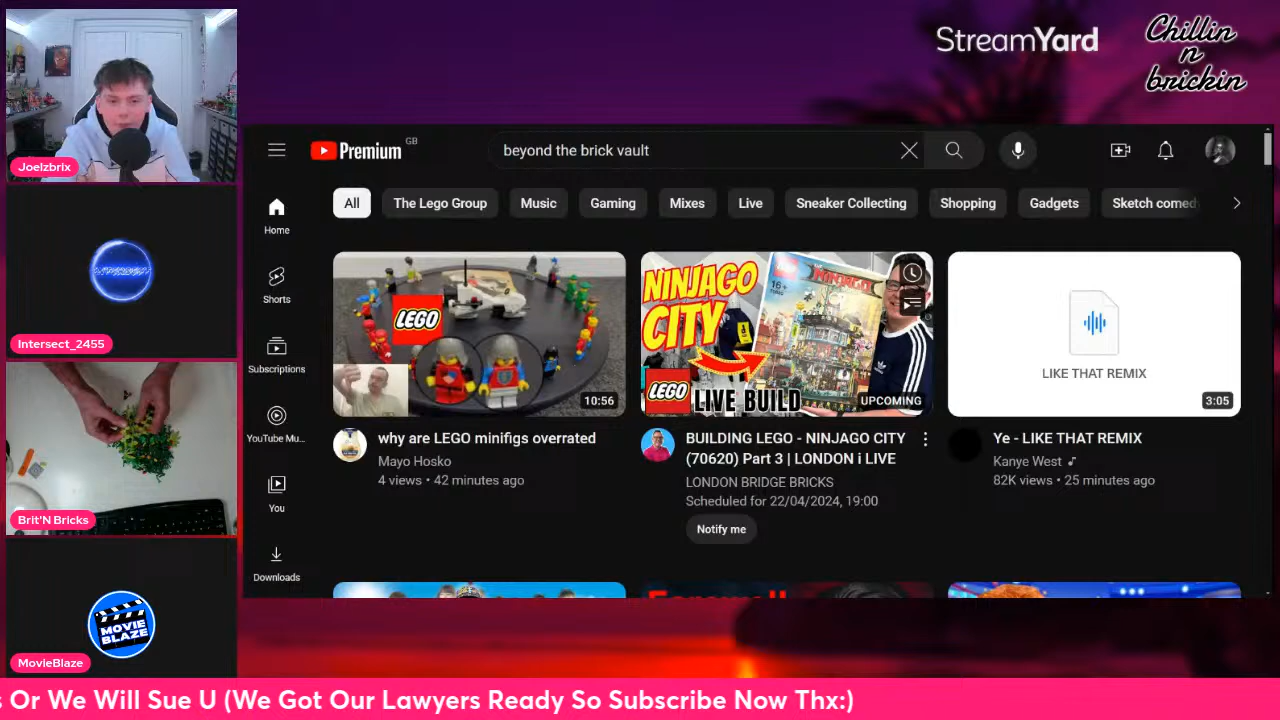 StreamYard
Chillin
n
brickin
Joelzbrix
Intersect_2455
Brit'N Bricks
MOVIE
BLAZE
MovieBlaze
Premium
GB
beyond the brick vault
All
The Lego Group
Music
Gaming
Mixes
Live
Sneaker Collecting
Shopping
Gadgets
Sketch comed
Home
Shorts
Subscriptions
YouTube Mu...
You
Downloads
LEGO
10:56
why are LEGO minifigs overrated
Mayo Hosko
4 views • 42 minutes ago
NINJAGO
CITY
16+
NINJAGO
LEGO
LIVE BUILD
UPCOMING
BUILDING LEGO - NINJAGO CITY
(70620) Part 3 | LONDON i LIVE
LONDON BRIDGE BRICKS
Scheduled for 22/04/2024, 19:00
Notify me
LIKE THAT REMIX
3:05
Ye - LIKE THAT REMIX
Kanye West
82K views • 25 minutes ago
s Or We Will Sue U (We Got Our Lawyers Ready So Subscribe Now Thx:)